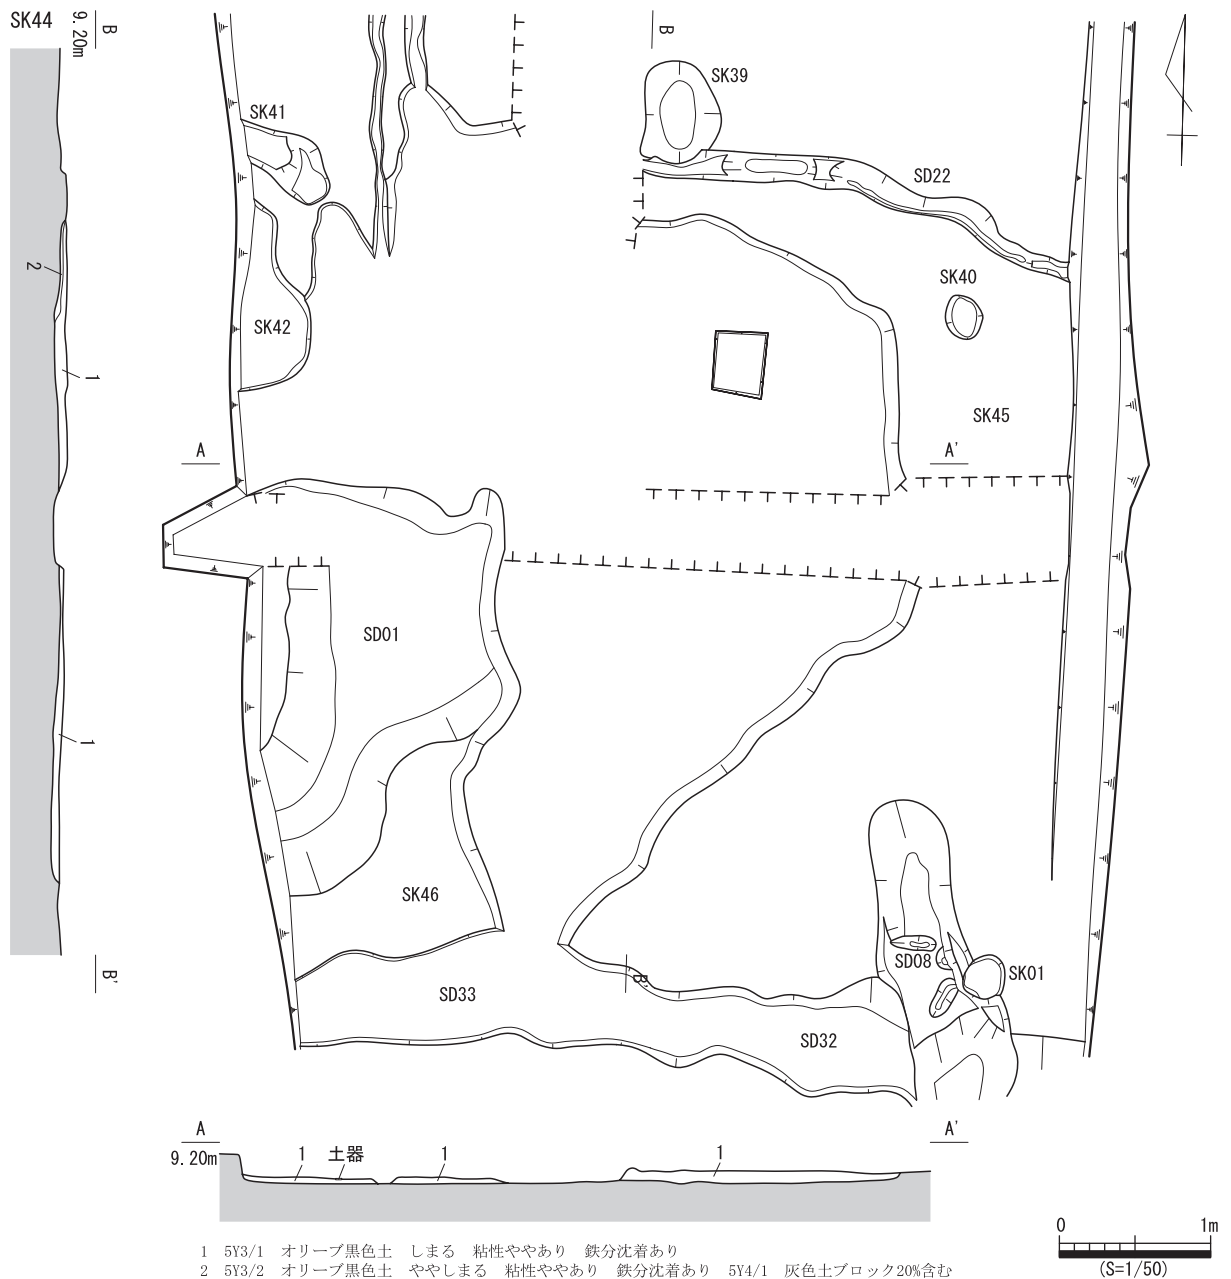 SK44
B
9.20m
B
SK39
SK41
SD22
2
SK40
SK42
1
SK45
A
A'
SD01
1
SK46
SD08
SK01
B'
B'
SD33
SD32
A
A'
9.20m
1
土器
1
1
0
1m
(S=1/50)
1 5Y3/1 オリーブ黒色土 しまる 粘性ややあり 鉄分沈着あり
2 5Y3/2 オリーブ黒色土 ややしまる 粘性ややあり 鉄分沈着あり 5Y4/1 灰色土ブロック20%含む